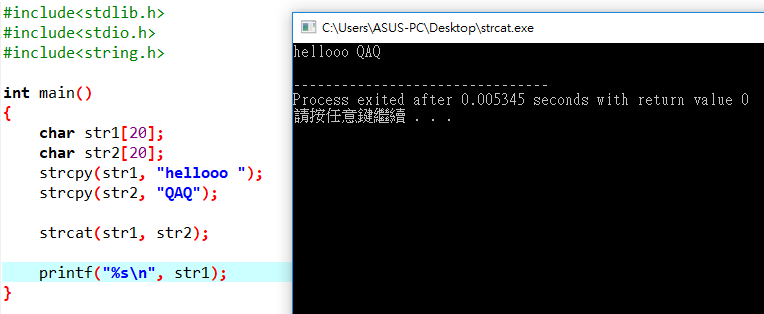 #include<stdlib.h>
#include<stdio.h>
#include<string.h>
int main()
{
char str1[20];
char str2[20];
strcpy(str1, "hellooo ");
strcpy(str2, "QAQ");
strcat(str1, str2);
printf("%s\n", str1);
}
C:\Users\ASUS-PC\Desktop\strcat.exe
hellooo QAQ
--------------------------------
Process exited after 0.005345 seconds with return value 0
請按任意鍵繼續 . . .